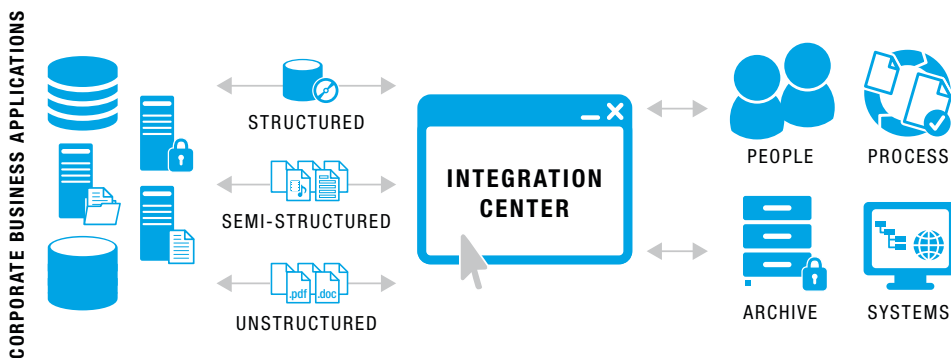 CORPORATE BUSINESS APPLICATIONS
STRUCTURED
SEMI-STRUCTURED
.pdf .doc
UNSTRUCTURED
INTEGRATION
CENTER
PEOPLE
PROCESS
ARCHIVE
SYSTEMS